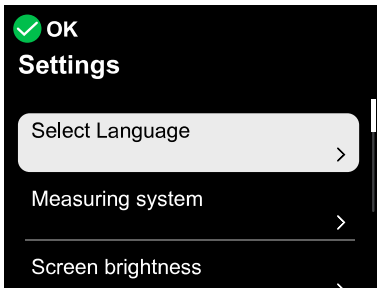 OK
Settings
Select Language
Measuring system
Screen brightness